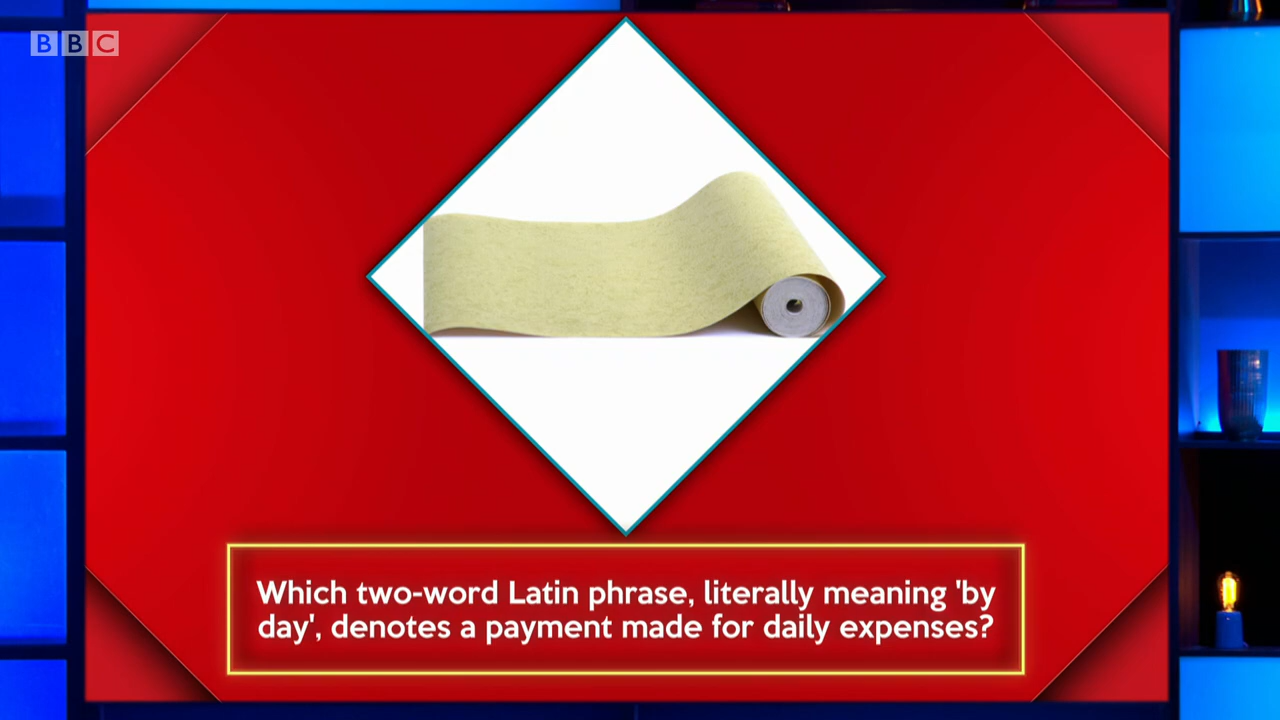 BBC
Which two-word Latin phrase, literally meaning 'by
day', denotes a payment made for daily expenses?